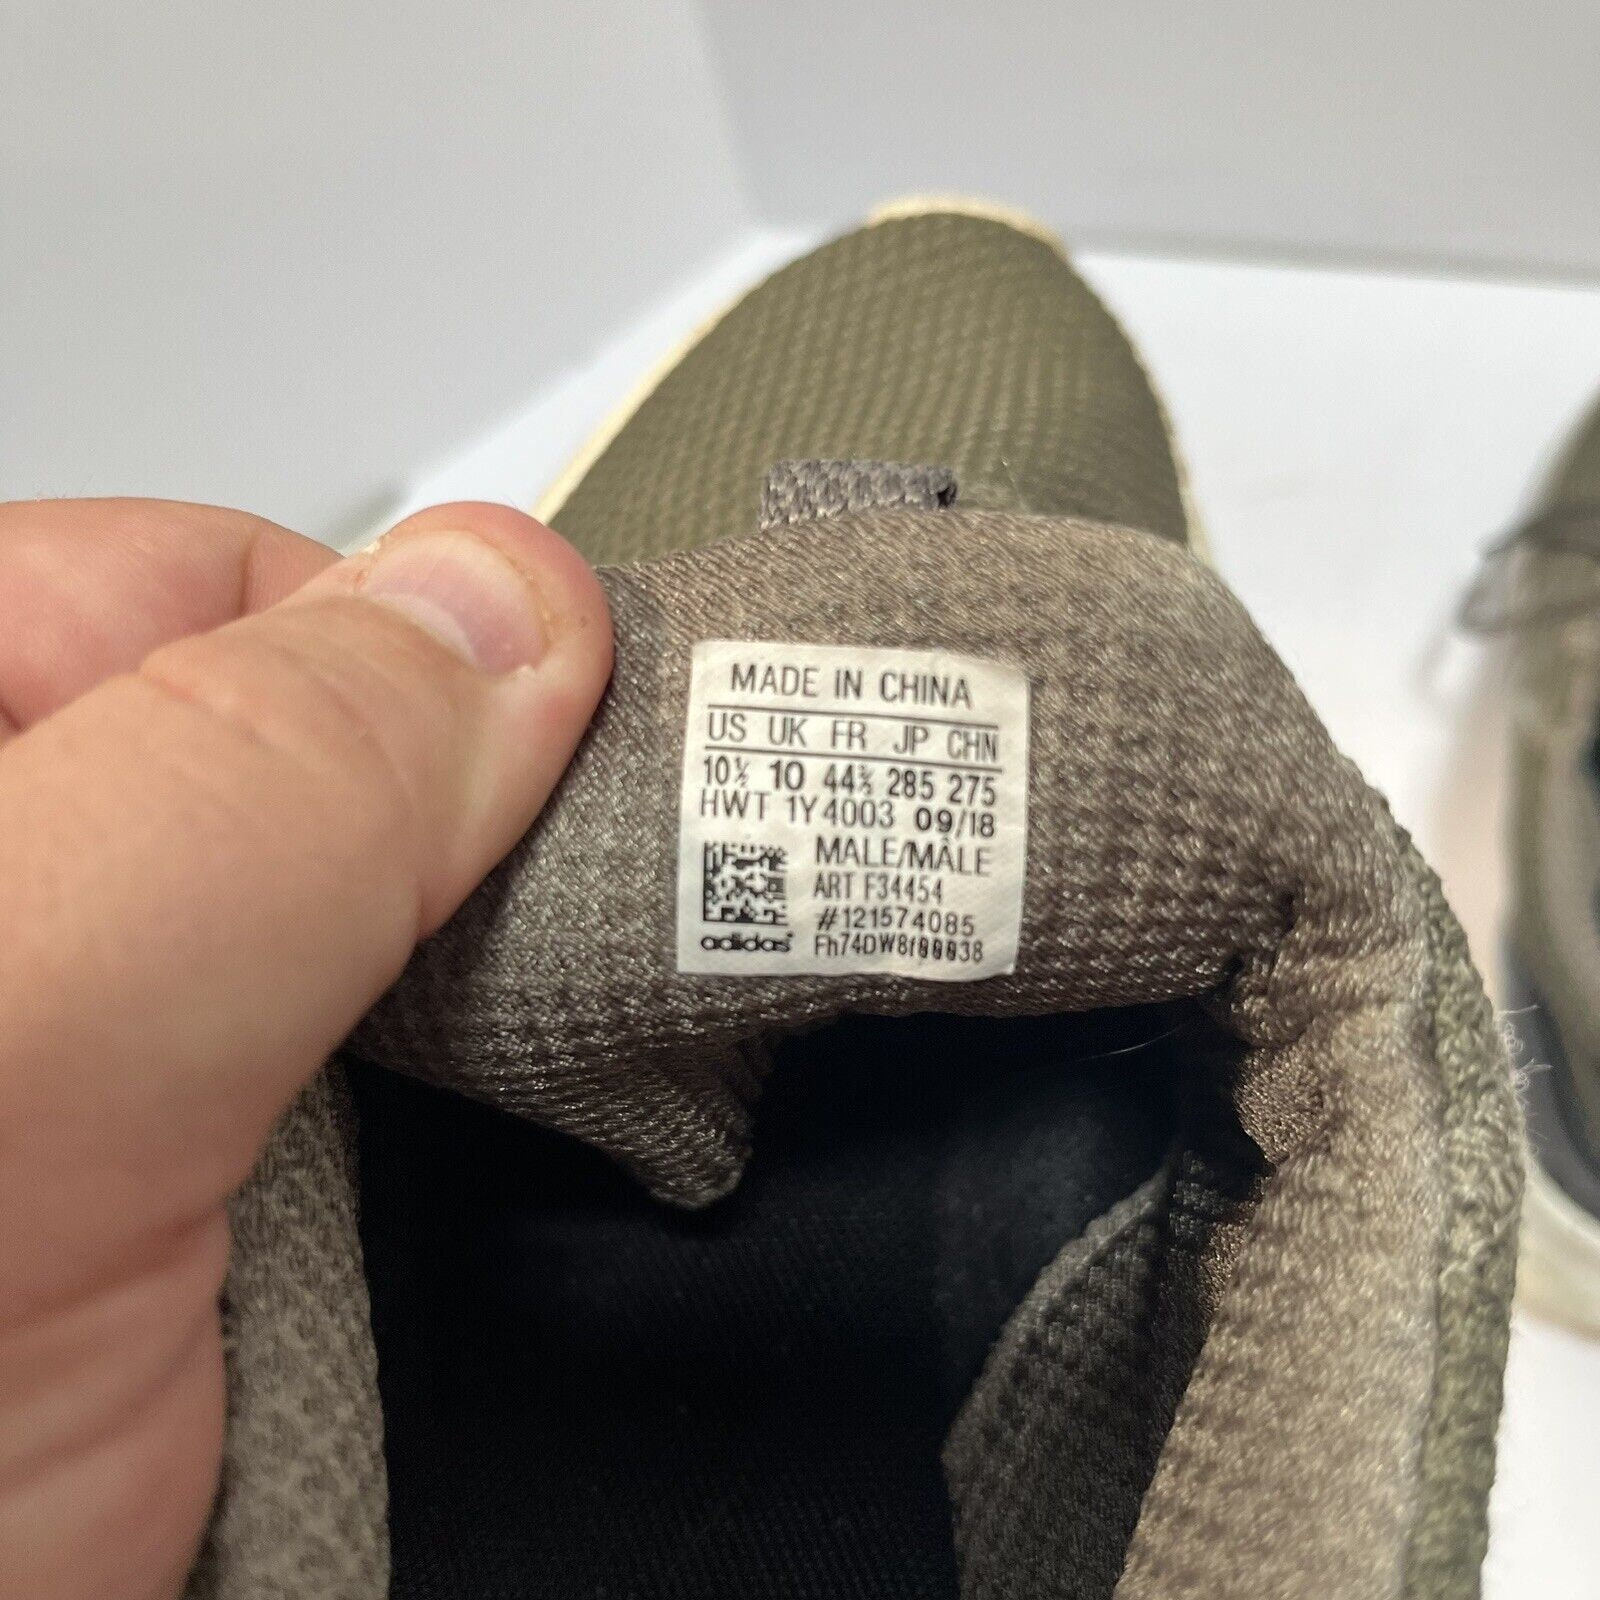 MADE IN CHINA
US UK FR JP CHN
10½ 10 44⅔ 285 275
HWT 1Y4003 09/18
MALE/MÂLE
ART F34454
#121574085
adidas